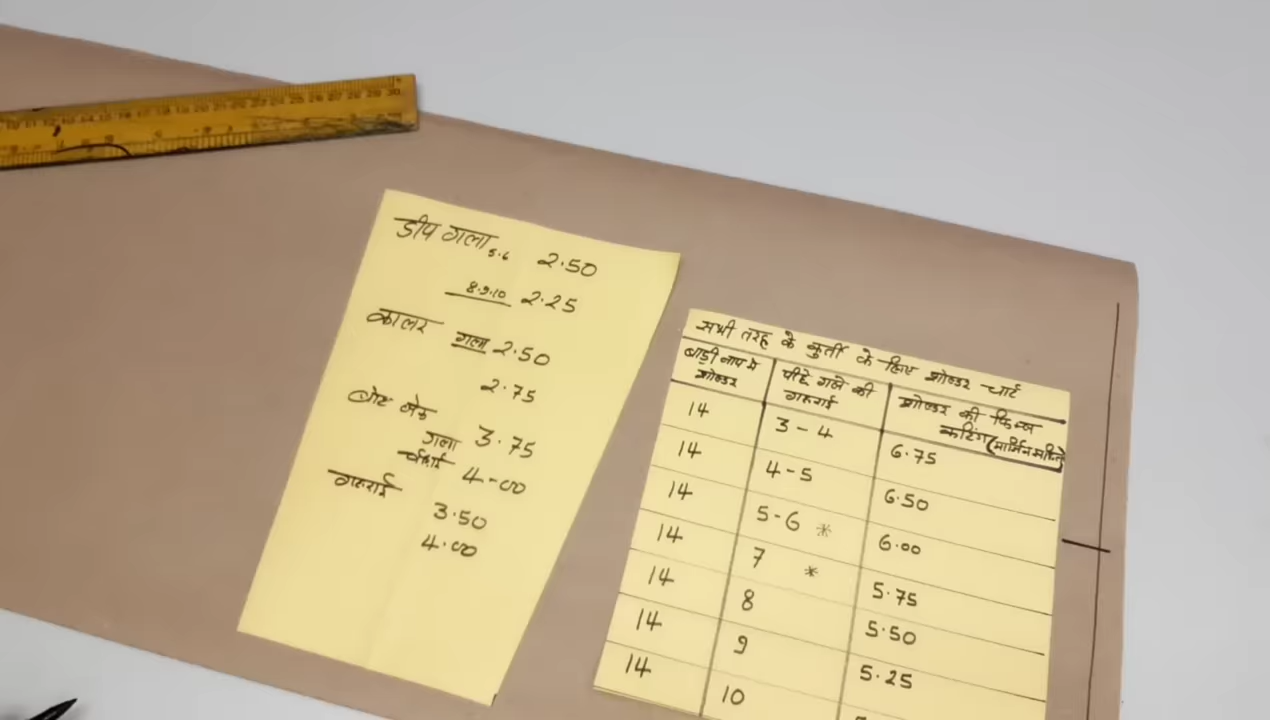 डीप गला 5.6 2.50
8.9.10 2.25
कालर गला 2.50
2.75
बोट नेक
गला 3.75
चौड़ाई 4-00
गहराई
3.50
4.00
सभी तरह के कुर्ती के लिए शोल्डर चार्ट
बाड़ी नाप मे शोल्डर | पीछे गले की गहराई | शोल्डर की फिक्स कटिंग (मार्जिन सहित)
14 | 3-4 | 6.75
14 | 4-5 | 6.50
14 | 5-6 * | 6.00
14 | 7 * | 5.75
14 | 8 | 5.50
14 | 9 | 5.25
14 | 10